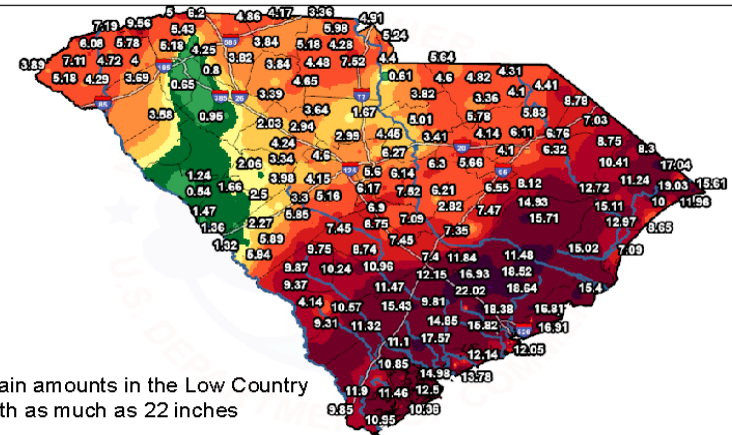 5 6.2 4.86 4.17 3.36 4.91
7.19 9.56 5.43 5.98 5.24
6.08 5.78 5.18 4.25 3.84 5.18 4.28 4.4 5.64
3.89 7.11 4.72 4 3.82 3.84 4.48 7.52 4.31
5.18 4.29 3.69 0.65 0.8 4.65 0.61 4.6 4.82 4.41
3.39 3.82 3.36 4.1 8.78
3.58 0.95 3.64 1.67 5.01 5.78 5.83 7.03
2.03 2.94 2.99 4.45 3.41 4.14 6.11 6.76 8.75
4.24 6.27 4.1 6.32 8.3
2.06 3.34 4.6 6.3 5.66 10.41 17.04
1.24 3.98 4.15 5.6 6.14 11.24 15.61
0.54 1.66 2.5 3.3 5.16 6.17 7.52 6.21 6.55 8.12 12.72 19.03
1.47 6.9 2.82 7.47 14.93 15.11 10 11.96
1.36 2.27 6.85 6.75 7.09 15.71 12.97 8.65
1.32 5.89 7.45 7.45 7.35
5.84 9.75 8.74 7.4 11.84 11.48 15.02 7.09
9.87 10.24 10.96 12.15 16.93 18.52
9.37 11.47 22.02 18.64 15.4
4.14 10.57 15.43 9.81 18.38 16.81
9.31 11.32 14.85 15.82 16.91
11.1 17.57 12.05
10.85 12.14
14.98 13.78
11.9 11.46 12.5
9.85 10.95 10.38
ain amounts in the Low Country
th as much as 22 inches